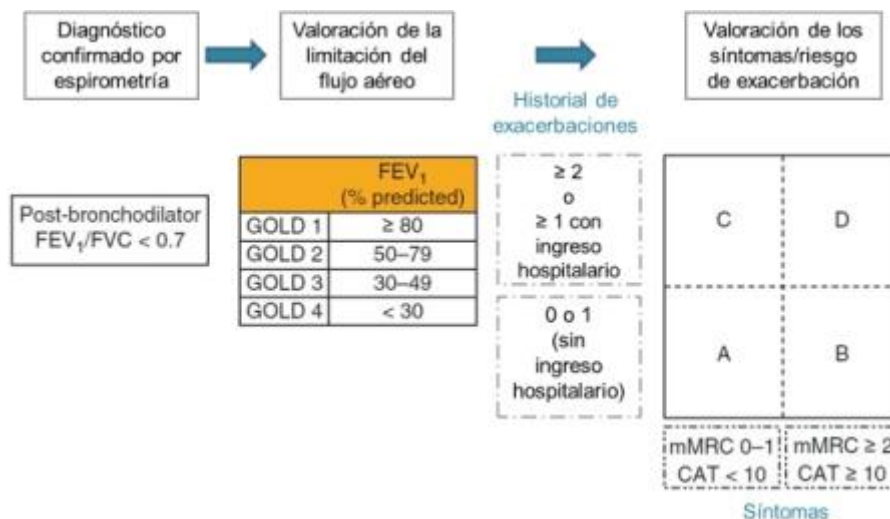 Diagnóstico
confirmado por
espirometría
Valoración de la
limitación del
flujo aéreo
Historial de
exacerbaciones
Valoración de los
síntomas/riesgo
de exacerbación
Post-bronchodilator
FEV₁/FVC < 0.7
FEV₁
(% predicted)
GOLD 1 ≥ 80
GOLD 2 50–79
GOLD 3 30–49
GOLD 4 < 30
≥ 2
o
≥ 1 con
ingreso
hospitalario
0 o 1
(sin
ingreso
hospitalario)
C D
A B
mMRC 0–1 mMRC ≥ 2
CAT < 10 CAT ≥ 10
Síntomas